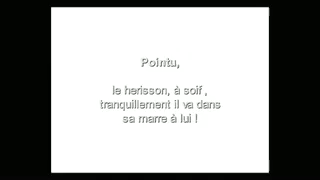 Pointu,
le herisson, à soif ,
tranquillement il va dans
sa marre à lui !